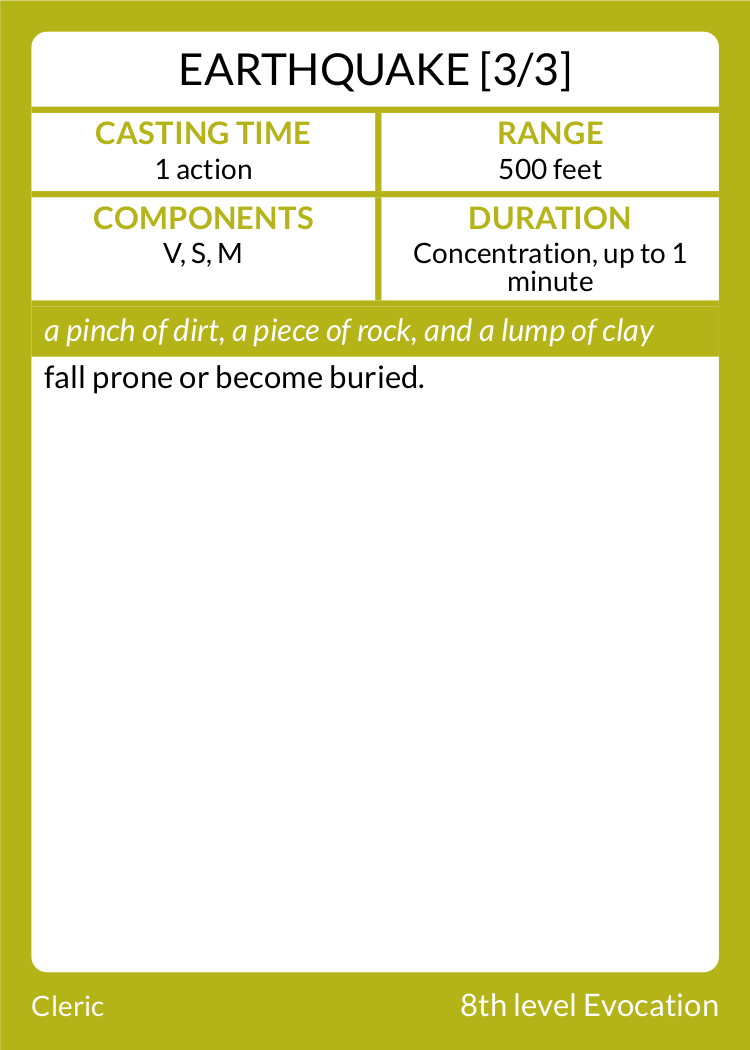 EARTHQUAKE [3/3]
CASTING TIME
1 action
RANGE
500 feet
COMPONENTS
V, S, M
DURATION
Concentration, up to 1
minute
a pinch of dirt, a piece of rock, and a lump of clay
fall prone or become buried.
Cleric
8th level Evocation